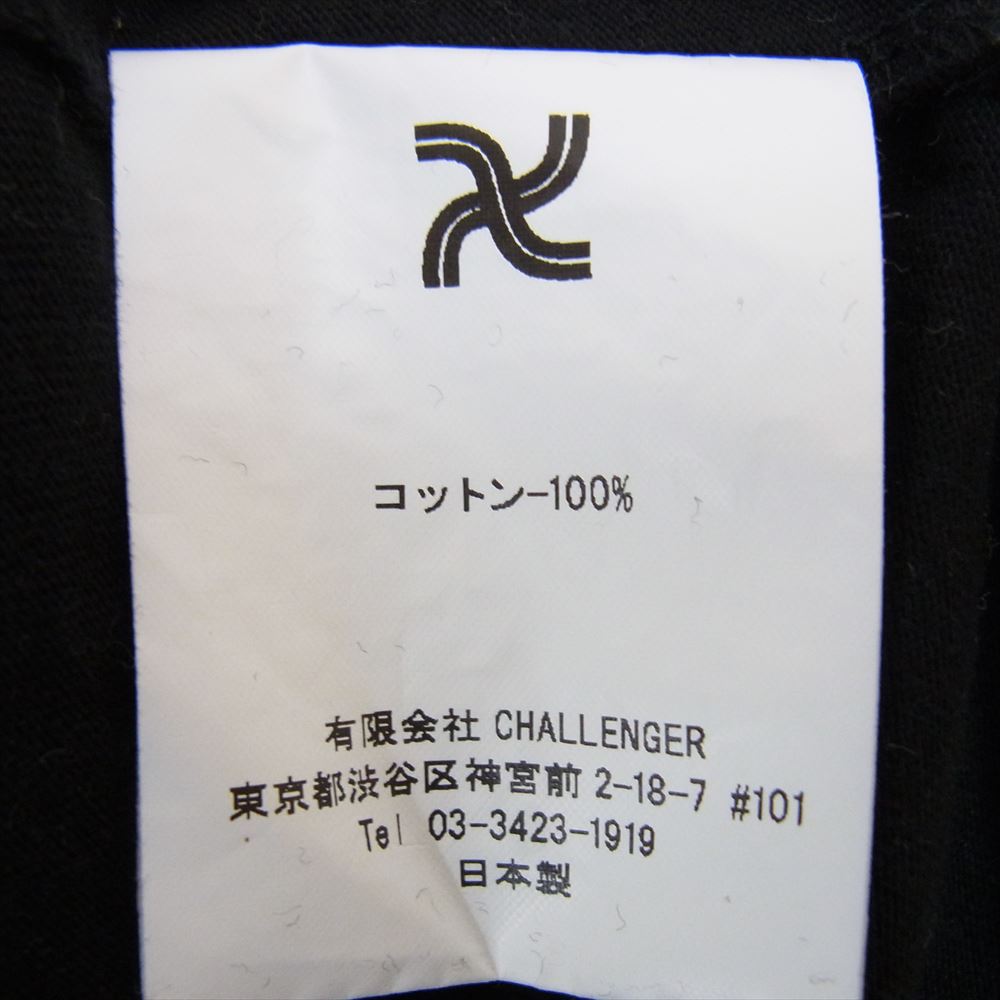 コットン-100%
有限会社 CHALLENGER
東京都渋谷区神宮前 2-18-7 #101
Tel 03-3423-1919
日本製